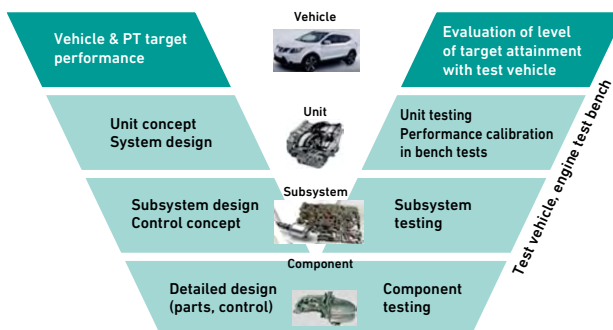 Vehicle
Vehicle & PT target
performance
Evaluation of level
of target attainment
with test vehicle
Unit
Unit concept
System design
Unit testing
Performance calibration
in bench tests
Subsystem
Subsystem design
Control concept
Subsystem
testing
Component
Detailed design
(parts, control)
Component
testing
Test vehicle, engine test bench